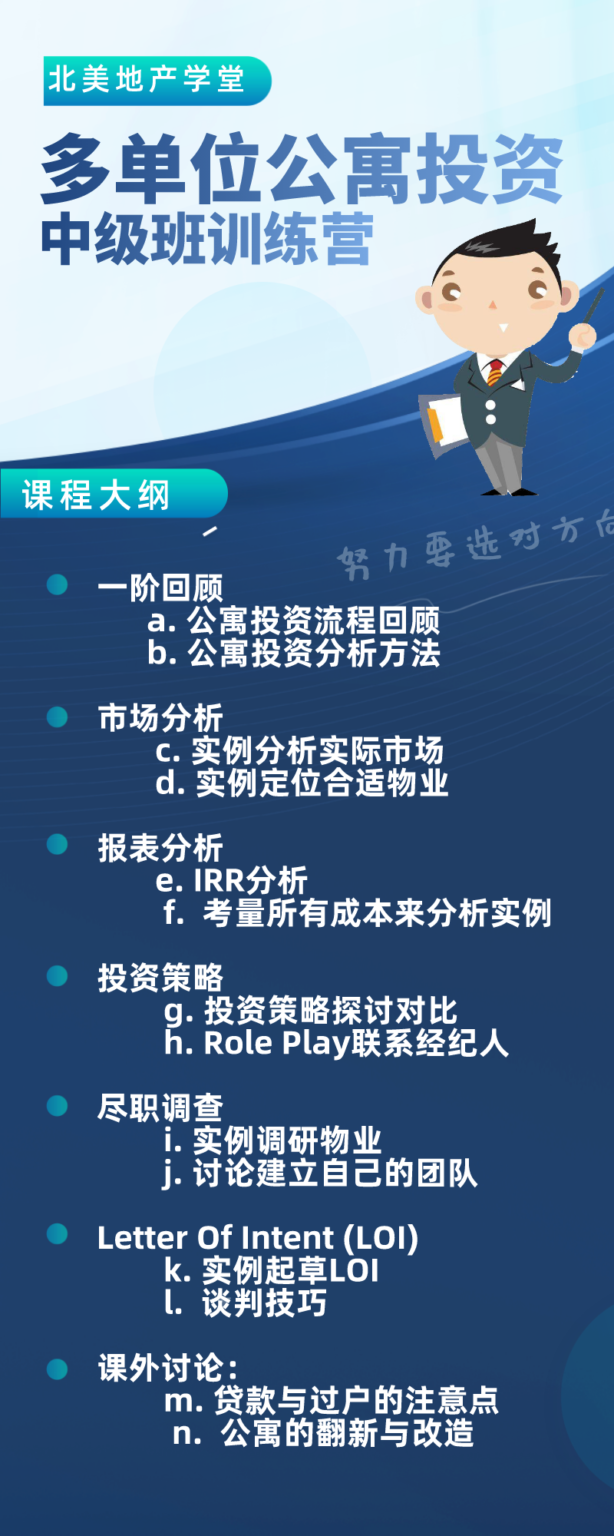 北美地产学堂
多单位公寓投资
中级班训练营
课程大纲
努力要选对方向
一阶回顾
a. 公寓投资流程回顾
b. 公寓投资分析方法
市场分析
c. 实例分析实际市场
d. 实例定位合适物业
报表分析
e. IRR分析
f. 考量所有成本来分析实例
投资策略
g. 投资策略探讨对比
h. Role Play联系经纪人
尽职调查
i. 实例调研物业
j. 讨论建立自己的团队
Letter Of Intent (LOI)
k. 实例起草LOI
l. 谈判技巧
课外讨论：
m. 贷款与过户的注意点
n. 公寓的翻新与改造